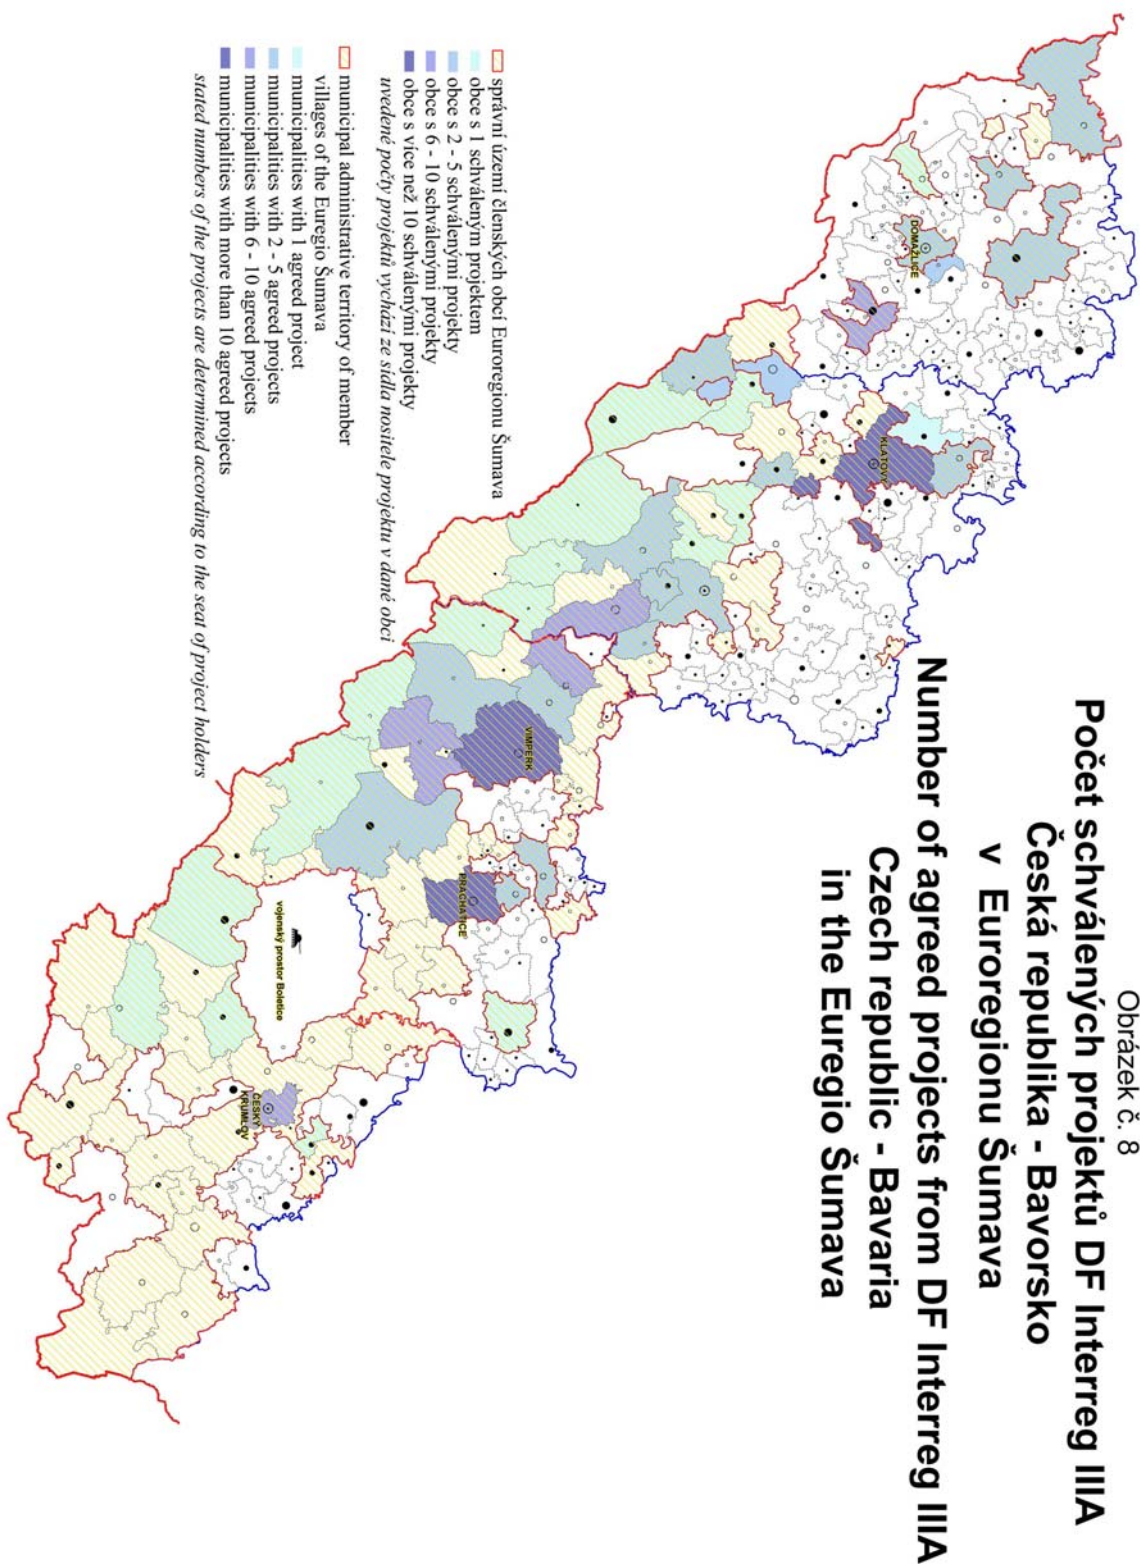 Obrázek č. 8
Počet schválených projektů DF Interreg IIIA
Česká republika - Bavorsko
v Euroregionu Šumava
Number of agreed projects from DF Interreg IIIA
Czech republic - Bavaria
in the Euregio Šumava
DOMAŽLICE
KLATOVY
VIMPERK
PRACHATICE
vojenský prostor Boletice
ČESKÝ
KRUMLOV
správní území členských obcí Euroregionu Šumava
obce s 1 schváleným projektem
obce s 2 - 5 schválenými projekty
obce s 6 - 10 schválenými projekty
obce s více než 10 schválenými projekty
uvedené počty projektů vychází ze sídla nositele projektu v dané obci
municipal administrative territory of member
villages of the Euregio Šumava
municipalities with 1 agreed project
municipalities with 2 - 5 agreed projects
municipalities with 6 - 10 agreed projects
municipalities with more than 10 agreed projects
stated numbers of the projects are determined according to the seat of project holders